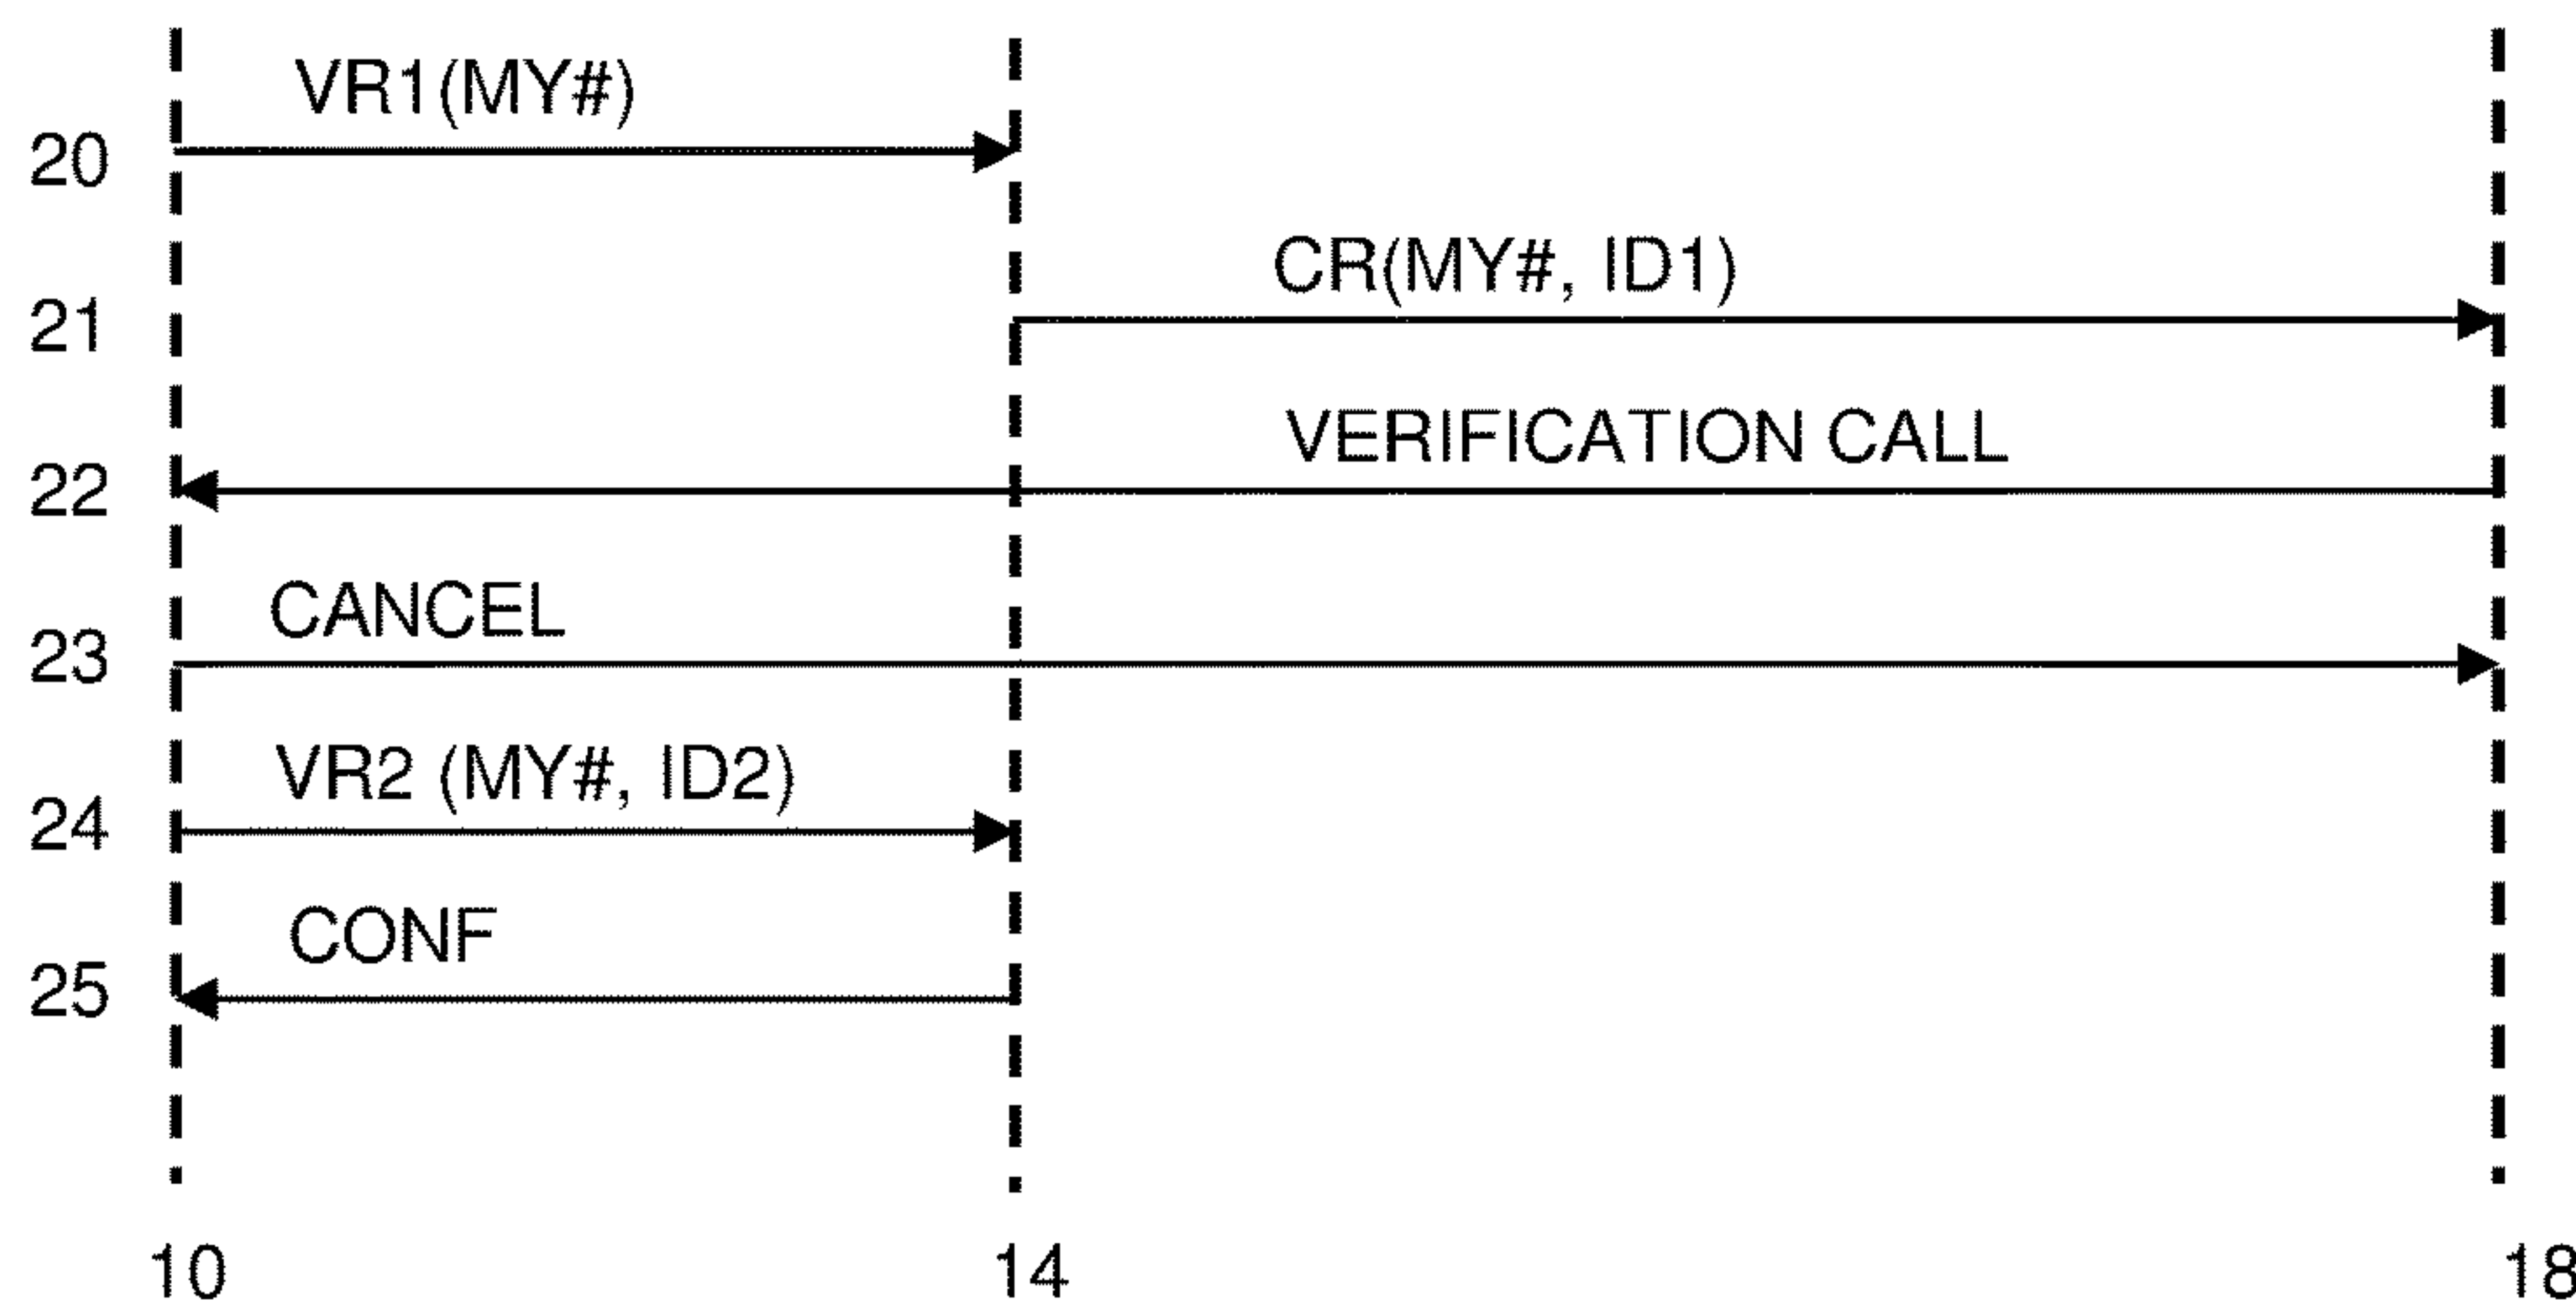 VR1(MY#)
20
CR(MY#, ID1)
21
VERIFICATION CALL
22
CANCEL
23
VR2 (MY#, ID2)
24
CONF
25
10 14 18